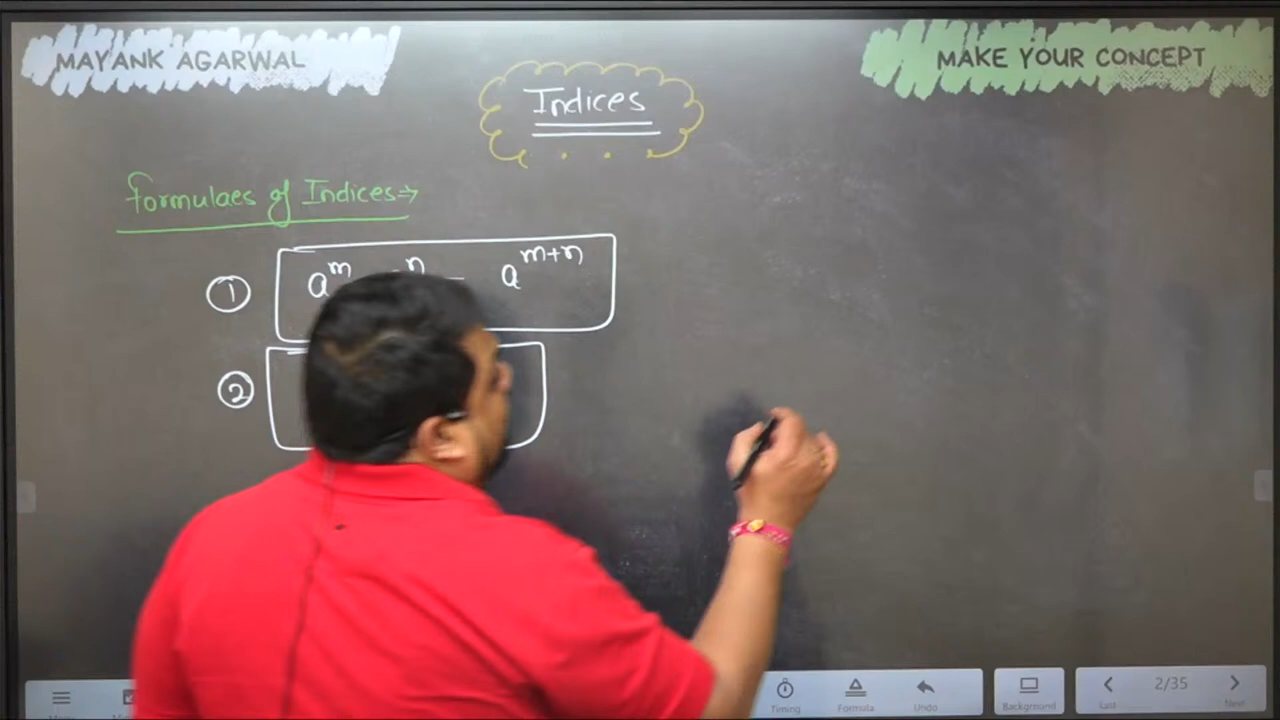 MAYANK AGARWAL
MAKE YOUR CONCEPT
Indices
formulaes of Indices→
① a^m n = a^(m+n)
②
Timing
Formula
Undo
Background
Last
2/35
Next